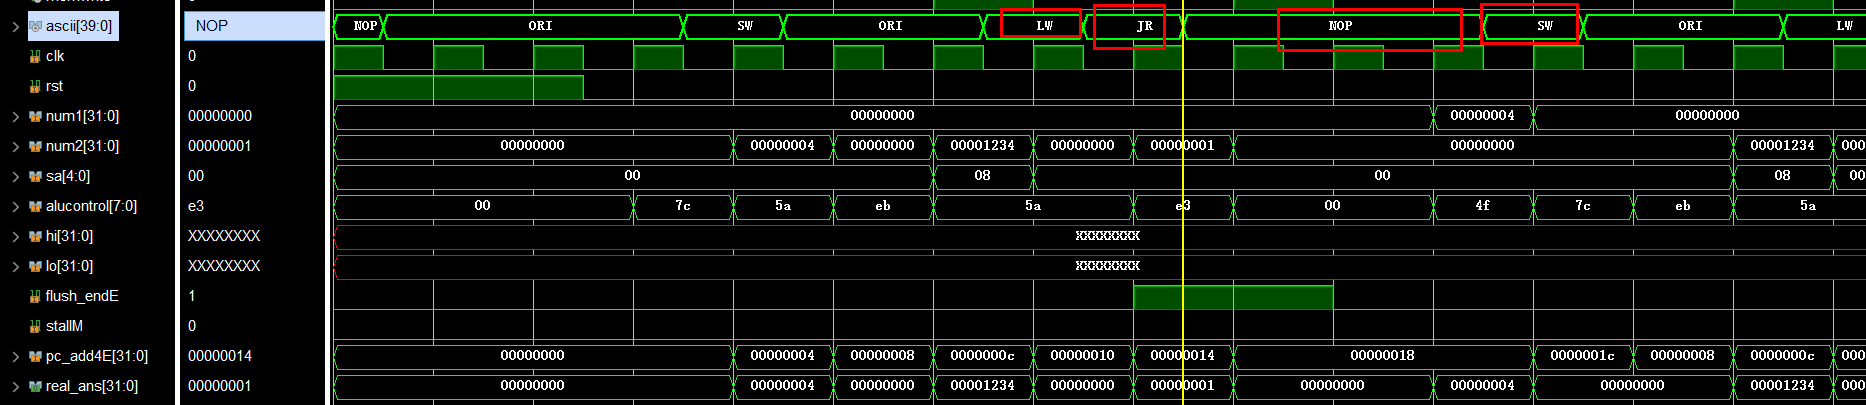 ascii[39:0] NOP NOP ORI SW ORI LW JR NOP SW ORI LW
clk 0
rst 0
num1[31:0] 00000000 00000000 00000004 00000000
num2[31:0] 00000001 00000000 00000004 00000000 00001234 00000000 00000001 00000000 00001234 000
sa[4:0] 00 00 08 00 08 00
alucontrol[7:0] e3 00 7c 5a eb 5a e3 00 4f 7c eb 5a
hi[31:0] XXXXXXXX XXXXXXXX
lo[31:0] XXXXXXXX XXXXXXXX
flush_endE 1
stallM 0
pc_add4E[31:0] 00000014 00000000 00000004 00000008 0000000c 00000010 00000014 00000018 0000001c 00000008 0000000c 000
real_ans[31:0] 00000001 00000000 00000004 00000000 00001234 00000000 00000001 00000000 00000004 00000000 00001234 000